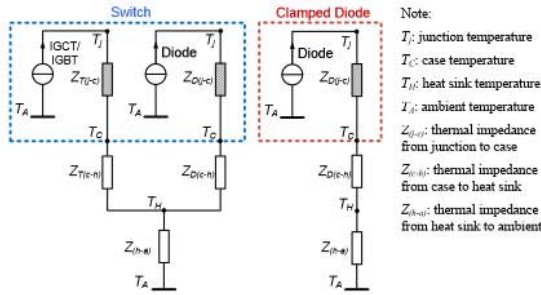 Switch
Clamped Diode
Note:
IGCT/
IGBT
T_J
Diode
T_J
Diode
T_J
Z_T(j-c)
Z_D(j-c)
Z_D(j-c)
T_A
T_A
T_A
T_C
T_C
T_C
Z_T(c-h)
Z_D(c-h)
Z_D(c-h)
T_H
T_H
Z_(h-a)
Z_(h-a)
T_A
T_A
T_J: junction temperature
T_C: case temperature
T_H: heat sink temperature
T_A: ambient temperature
Z_(j-c): thermal impedance
from junction to case
Z_(c-h): thermal impedance
from case to heat sink
Z_(h-a): thermal impedance
from heat sink to ambient